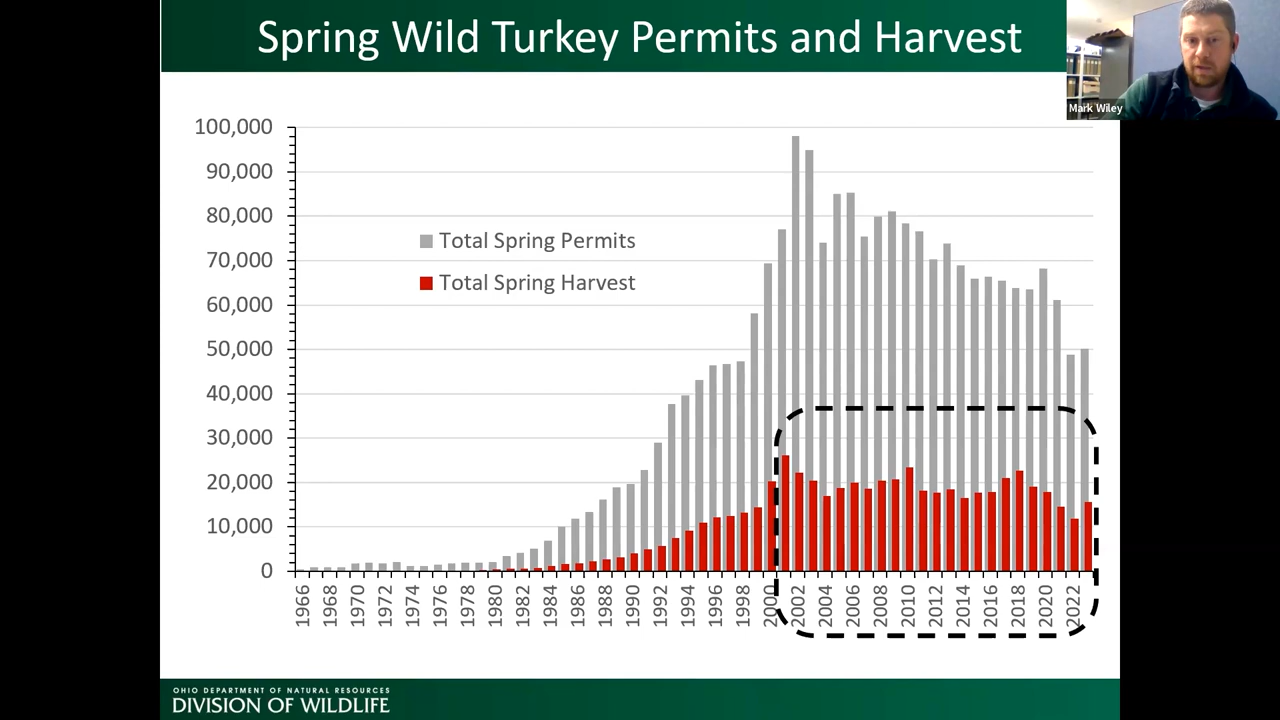 Spring Wild Turkey Permits and Harvest
Mark Wiley
100,000
90,000
80,000
70,000
60,000
50,000
40,000
30,000
20,000
10,000
0
Total Spring Permits
Total Spring Harvest
1966 1968 1970 1972 1974 1976 1978 1980 1982 1984 1986 1988 1990 1992 1994 1996 1998 2000 2002 2004 2006 2008 2010 2012 2014 2016 2018 2020 2022
OHIO DEPARTMENT OF NATURAL RESOURCES
DIVISION OF WILDLIFE